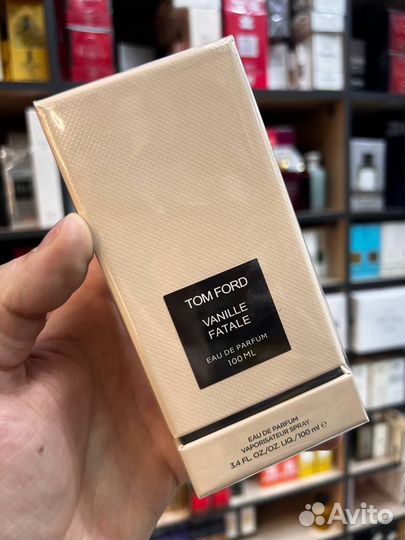 TOM FORD
VANILLE
FATALE
EAU DE PARFUM
100 ML
EAU DE PARFUM
VAPORISATEUR SPRAY
3.4 FL. OZ/OZ. LIQ./100 ml ℮
Avito